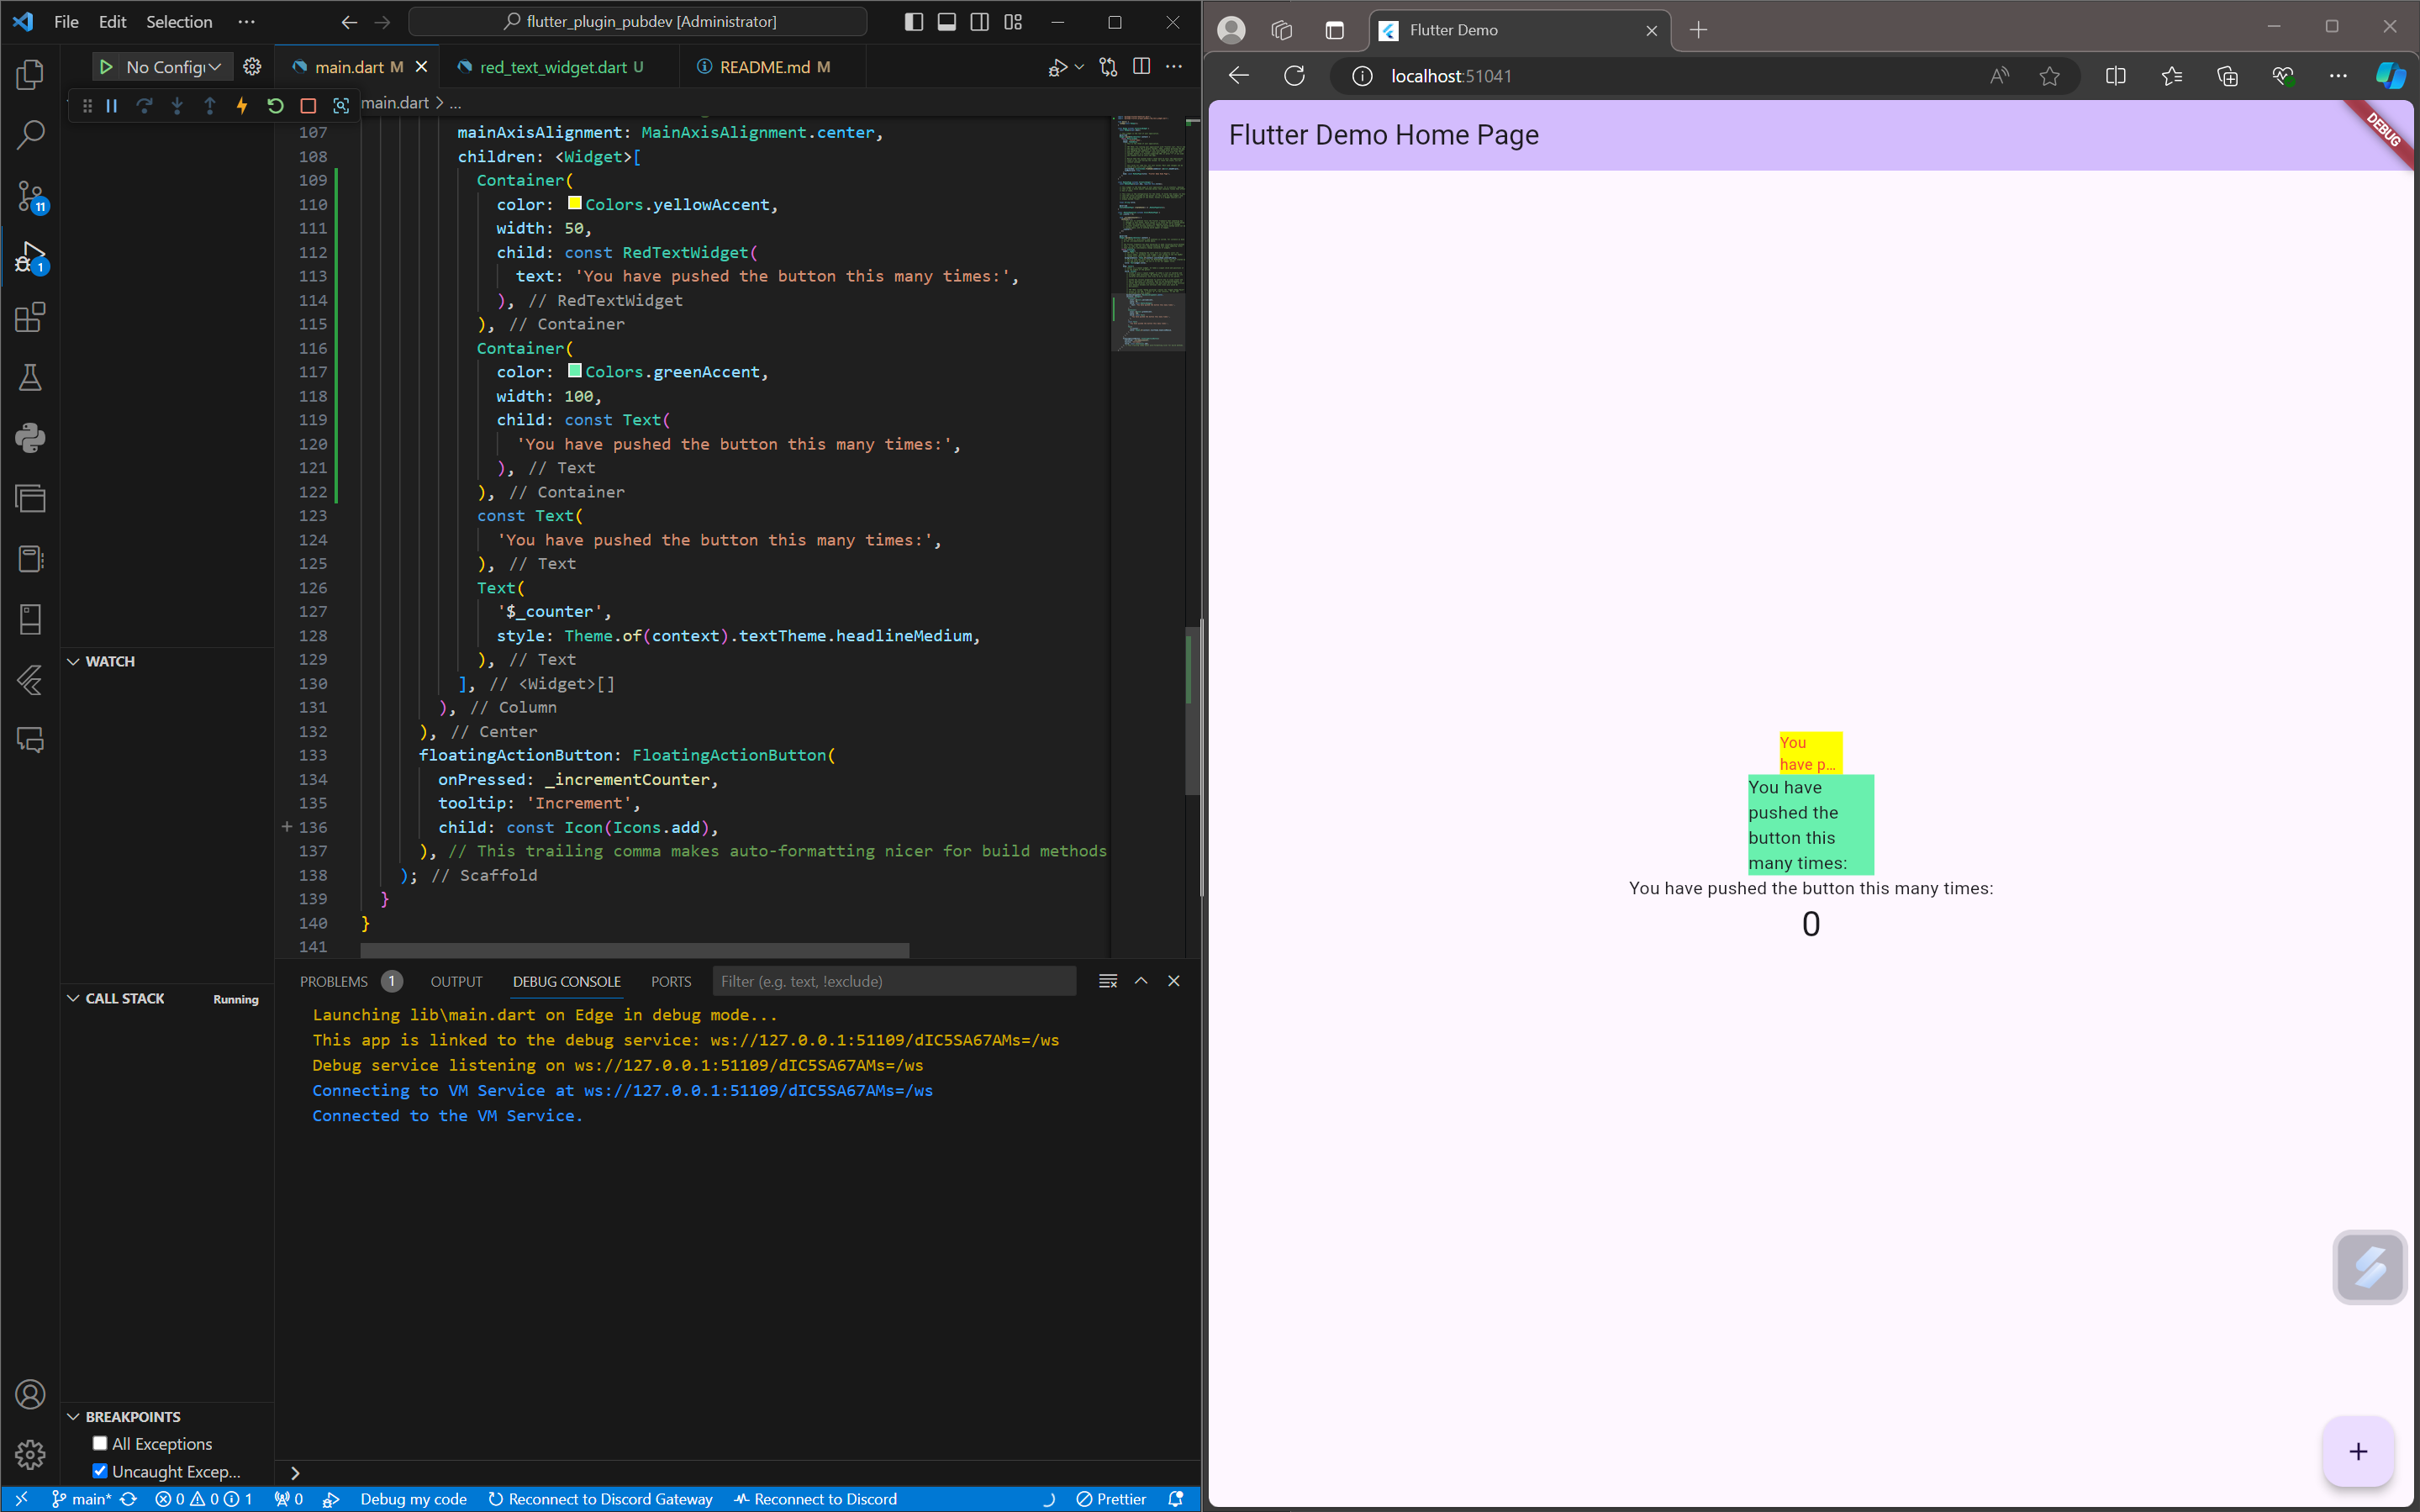 File Edit Selection ···
flutter_plugin_pubdev [Administrator]
No Config
main.dart M
red_text_widget.dart U
README.md M
main.dart > ...
107 mainAxisAlignment: MainAxisAlignment.center,
108 children: <Widget>[
109 Container(
110 color: Colors.yellowAccent,
111 width: 50,
112 child: const RedTextWidget(
113 text: 'You have pushed the button this many times:',
114 ), // RedTextWidget
115 ), // Container
116 Container(
117 color: Colors.greenAccent,
118 width: 100,
119 child: const Text(
120 'You have pushed the button this many times:',
121 ), // Text
122 ), // Container
123 const Text(
124 'You have pushed the button this many times:',
125 ), // Text
126 Text(
127 '$_counter',
128 style: Theme.of(context).textTheme.headlineMedium,
129 ), // Text
130 ], // <Widget>[]
131 ), // Column
132 ), // Center
133 floatingActionButton: FloatingActionButton(
134 onPressed: _incrementCounter,
135 tooltip: 'Increment',
136 child: const Icon(Icons.add),
137 ), // This trailing comma makes auto-formatting nicer for build methods
138 ); // Scaffold
139 }
140 }
141
11
1
WATCH
CALL STACK Running
BREAKPOINTS
All Exceptions
Uncaught Excep...
PROBLEMS 1 OUTPUT DEBUG CONSOLE PORTS Filter (e.g. text, !exclude)
Launching lib\main.dart on Edge in debug mode...
This app is linked to the debug service: ws://127.0.0.1:51109/dIC5SA67AMs=/ws
Debug service listening on ws://127.0.0.1:51109/dIC5SA67AMs=/ws
Connecting to VM Service at ws://127.0.0.1:51109/dIC5SA67AMs=/ws
Connected to the VM Service.
main* 0 0 1 0 Debug my code Reconnect to Discord Gateway Reconnect to Discord Prettier
Flutter Demo
localhost:51041
Flutter Demo Home Page
DEBUG
You
have p...
You have
pushed the
button this
many times:
You have pushed the button this many times:
0